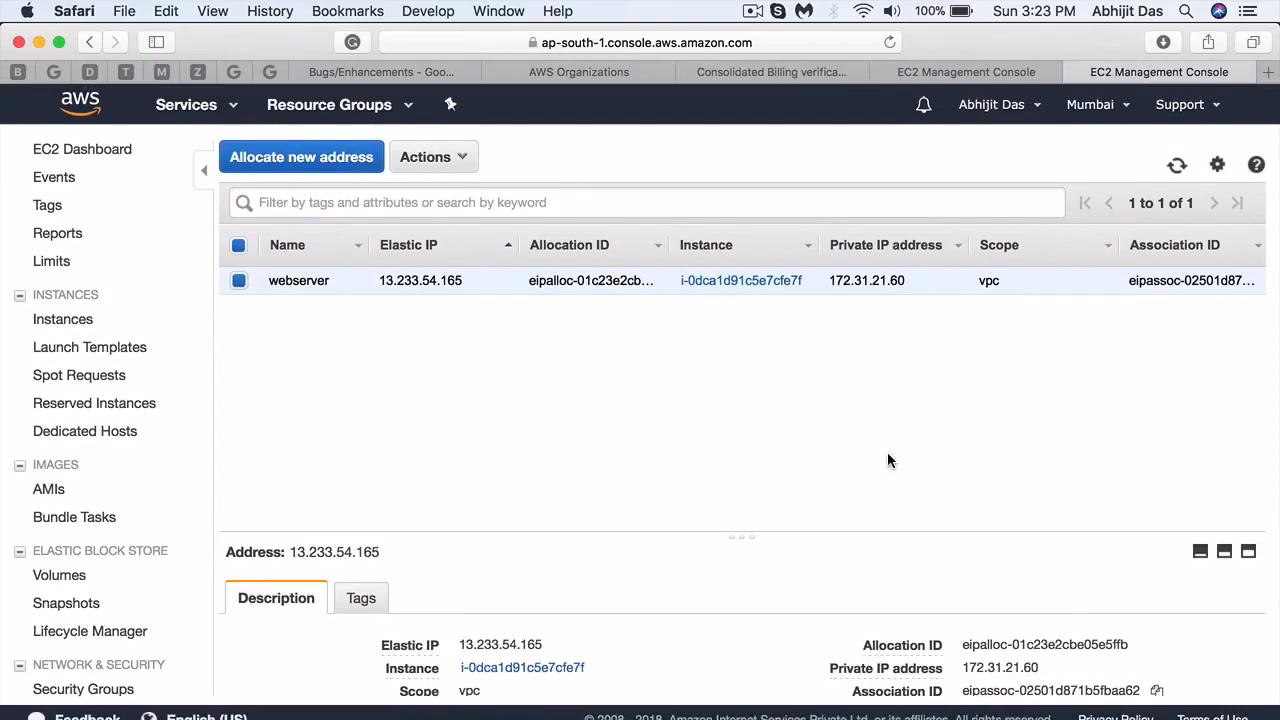 Safari File Edit View History Bookmarks Develop Window Help 100% Sun 3:23 PM Abhijit Das
ap-south-1.console.aws.amazon.com
B G D T M Z G G Bugs/Enhancements - Goo... AWS Organizations Consolidated Billing verifica... EC2 Management Console EC2 Management Console
aws Services Resource Groups Abhijit Das Mumbai Support
EC2 Dashboard
Events
Tags
Reports
Limits
INSTANCES
Instances
Launch Templates
Spot Requests
Reserved Instances
Dedicated Hosts
IMAGES
AMIs
Bundle Tasks
ELASTIC BLOCK STORE
Volumes
Snapshots
Lifecycle Manager
NETWORK & SECURITY
Security Groups
Allocate new address Actions
Filter by tags and attributes or search by keyword 1 to 1 of 1
Name Elastic IP Allocation ID Instance Private IP address Scope Association ID
webserver 13.233.54.165 eipalloc-01c23e2cb... i-0dca1d91c5e7cfe7f 172.31.21.60 vpc eipassoc-02501d87...
Address: 13.233.54.165
Description Tags
Elastic IP 13.233.54.165 Allocation ID eipalloc-01c23e2cbe05e5ffb
Instance i-0dca1d91c5e7cfe7f Private IP address 172.31.21.60
Scope vpc Association ID eipassoc-02501d871b5fbaa62
Feedback English (US) © 2008 - 2018, Amazon Internet Services Private Ltd. or its affiliates. All rights reserved. Privacy Policy Terms of Use